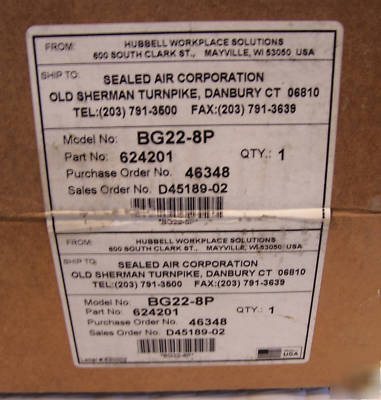 FROM: HUBBELL WORKPLACE SOLUTIONS
600 SOUTH CLARK ST., MAYVILLE, WI 53050 USA
SHIP TO: SEALED AIR CORPORATION
OLD SHERMAN TURNPIKE, DANBURY CT 06810
TEL:(203) 791-3500 FAX:(203) 791-3639
Model No: BG22-8P
Part No: 624201 QTY.: 1
Purchase Order No. 46348
Sales Order No. D45189-02
*BG22-8P*
FROM: HUBBELL WORKPLACE SOLUTIONS
600 SOUTH CLARK ST., MAYVILLE, WI 53050 USA
SHIP TO: SEALED AIR CORPORATION
OLD SHERMAN TURNPIKE, DANBURY CT 06810
TEL:(203) 791-3500 FAX:(203) 791-3639
Model No: BG22-8P
Part No: 624201 QTY.: 1
Purchase Order No. 46348
Sales Order No. D45189-02
*BG22-8P*
USA